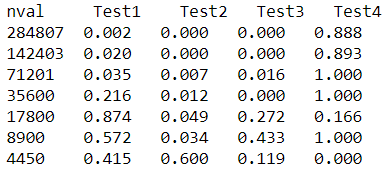 nval Test1 Test2 Test3 Test4
284807 0.002 0.000 0.000 0.888
142403 0.020 0.000 0.000 0.893
71201 0.035 0.007 0.016 1.000
35600 0.216 0.012 0.000 1.000
17800 0.874 0.049 0.272 0.166
8900 0.572 0.034 0.433 1.000
4450 0.415 0.600 0.119 0.000